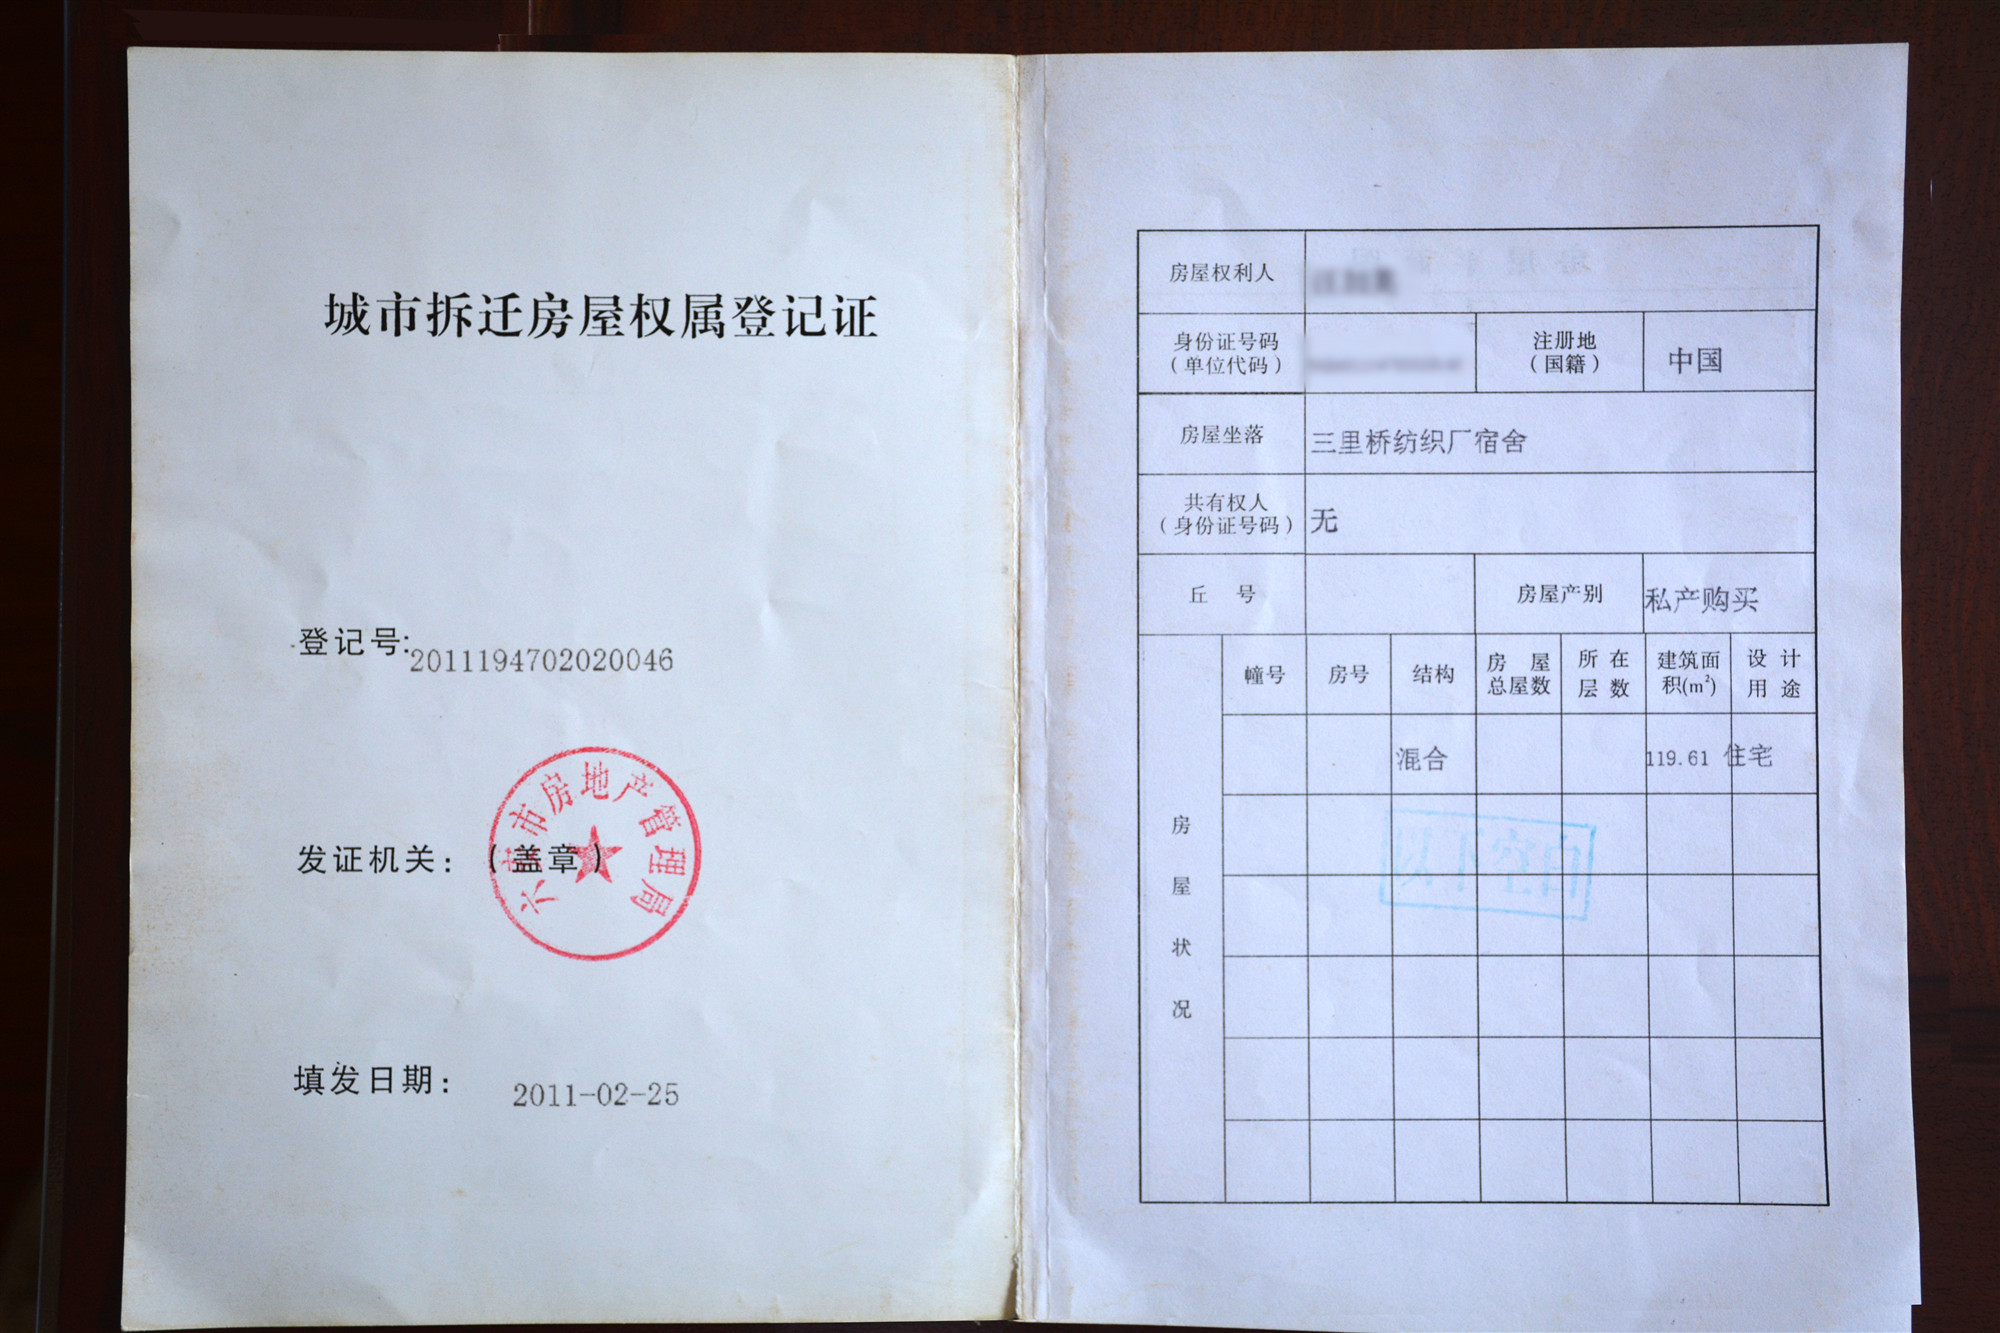 城市拆迁房屋权属登记证
登记号:2011194702020046
发证机关：（盖章）
六安市房地产管理局
填发日期： 2011-02-25
房屋权利人
身份证号码
（单位代码）
注册地
（国籍）
中国
房屋坐落
三里桥纺织厂宿舍
共有权人
（身份证号码）
无
丘 号
房屋产别
私产购买
房屋状况
幢号
房号
结构
房 屋
总屋数
所 在
层 数
建筑面
积(m²)
设 计
用 途
混合
119.61
住宅
以下空白